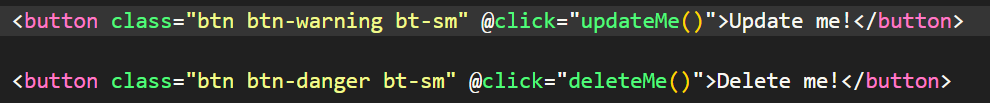 <button class="btn btn-warning bt-sm" @click="updateMe()">Update me!</button>
<button class="btn btn-danger bt-sm" @click="deleteMe()">Delete me!</button>